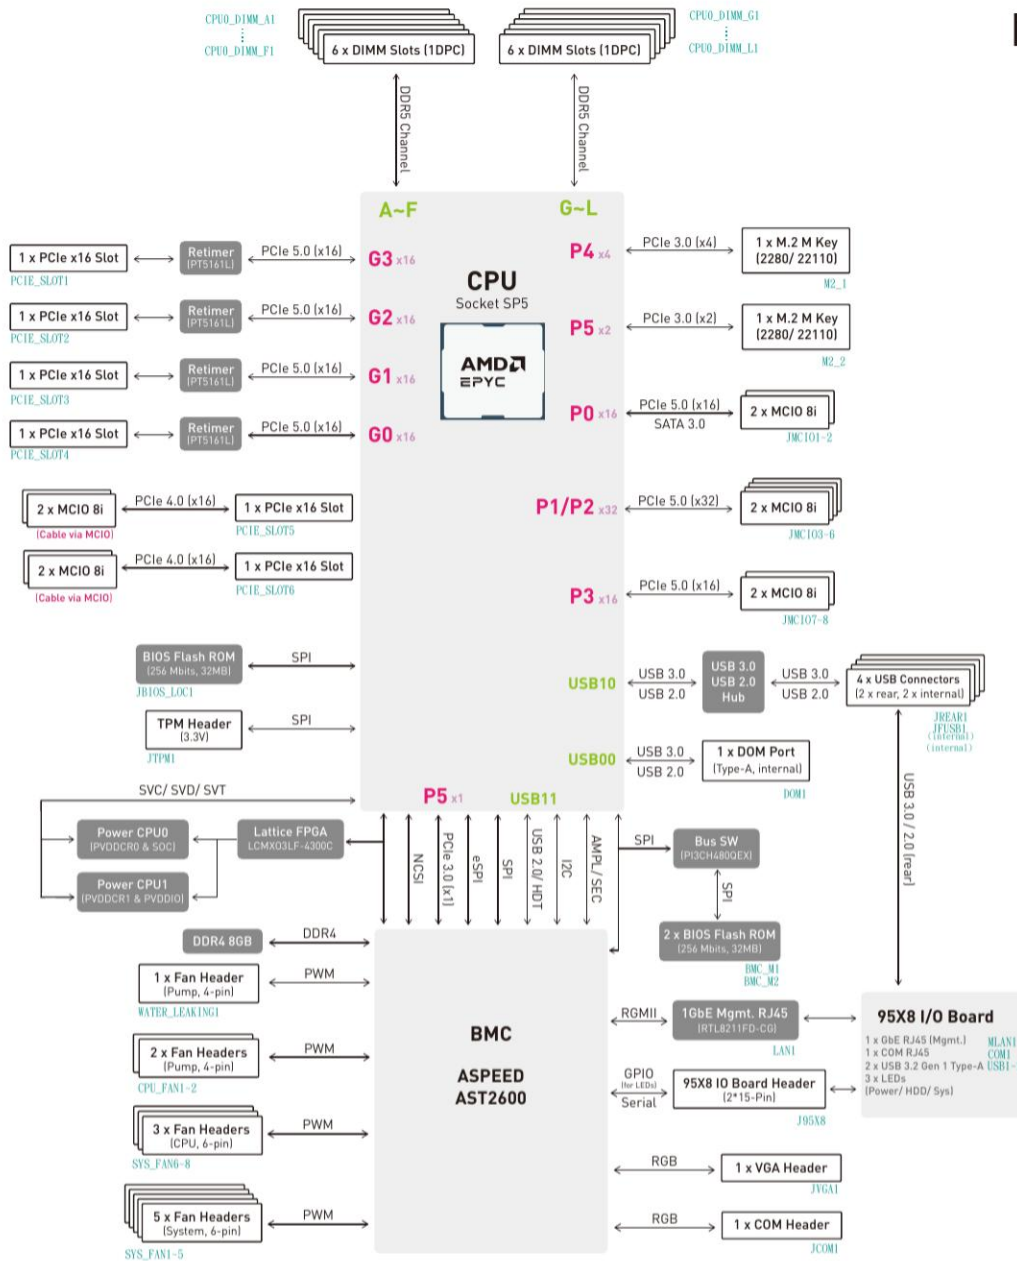 CPU0_DIMM_A1
CPU0_DIMM_F1
6 x DIMM Slots (1DPC)
6 x DIMM Slots (1DPC)
CPU0_DIMM_G1
CPU0_DIMM_L1
DDR5 Channel
DDR5 Channel
A~F
G~L
CPU
Socket SP5
AMD
EPYC
1 x PCIe x16 Slot
PCIE_SLOT1
Retimer
(PT5161L)
PCIe 5.0 (x16)
G3 x16
1 x PCIe x16 Slot
PCIE_SLOT2
Retimer
(PT5161L)
PCIe 5.0 (x16)
G2 x16
1 x PCIe x16 Slot
PCIE_SLOT3
Retimer
(PT5161L)
PCIe 5.0 (x16)
G1 x16
1 x PCIe x16 Slot
PCIE_SLOT4
Retimer
(PT5161L)
PCIe 5.0 (x16)
G0 x16
2 x MCIO 8i
(Cable via MCIO)
PCIe 4.0 (x16)
1 x PCIe x16 Slot
PCIE_SLOT5
2 x MCIO 8i
(Cable via MCIO)
PCIe 4.0 (x16)
1 x PCIe x16 Slot
PCIE_SLOT6
P4 x4
PCIe 3.0 (x4)
1 x M.2 M Key
(2280/ 22110)
M2_1
P5 x2
PCIe 3.0 (x2)
1 x M.2 M Key
(2280/ 22110)
M2_2
P0 x16
PCIe 5.0 (x16)
SATA 3.0
2 x MCIO 8i
JMCIO1-2
P1/P2 x32
PCIe 5.0 (x32)
2 x MCIO 8i
JMCIO3-6
P3 x16
PCIe 5.0 (x16)
2 x MCIO 8i
JMCIO7-8
BIOS Flash ROM
(256 Mbits, 32MB)
JBIOS_LOC1
SPI
TPM Header
(3.3V)
JTPM1
SPI
USB10
USB 3.0
USB 2.0
USB 3.0
USB 2.0
Hub
USB 3.0
USB 2.0
4 x USB Connectors
(2 x rear, 2 x internal)
JREAR1
JFUSB1
(internal)
(internal)
USB00
USB 3.0
USB 2.0
1 x DOM Port
(Type-A, internal)
DOM1
USB 3.0 / 2.0 (rear)
P5 x1
USB11
SVC/ SVD/ SVT
Power CPU0
(PVDDCR0 & SOC)
Lattice FPGA
LCMXO3LF-4300C
Power CPU1
(PVDDCR1 & PVDDIO)
NCSI
PCIe 3.0 (x1)
eSPI
SPI
USB 2.0/ HDT
I2C
AMPL/ SEC
SPI
Bus SW
(PI3CH480QEX)
SPI
2 x BIOS Flash ROM
(256 Mbits, 32MB)
BMC_M1
BMC_M2
BMC
ASPEED
AST2600
DDR4 8GB
DDR4
1 x Fan Header
(Pump, 4-pin)
WATER_LEAKING1
PWM
2 x Fan Headers
(Pump, 4-pin)
CPU_FAN1-2
PWM
3 x Fan Headers
(CPU, 6-pin)
SYS_FAN6-8
PWM
5 x Fan Headers
(System, 6-pin)
SYS_FAN1-5
PWM
RGMII
1GbE Mgmt. RJ45
(RTL8211FD-CG)
LAN1
GPIO
(for LEDs)
Serial
95X8 IO Board Header
(2*15-Pin)
J95X8
RGB
1 x VGA Header
JVGA1
RGB
1 x COM Header
JCOM1
95X8 I/O Board
1 x GbE RJ45 (Mgmt.) MLAN1
1 x COM RJ45 COM1
2 x USB 3.2 Gen 1 Type-A
3 x LEDs
(Power/ HDD/ Sys)